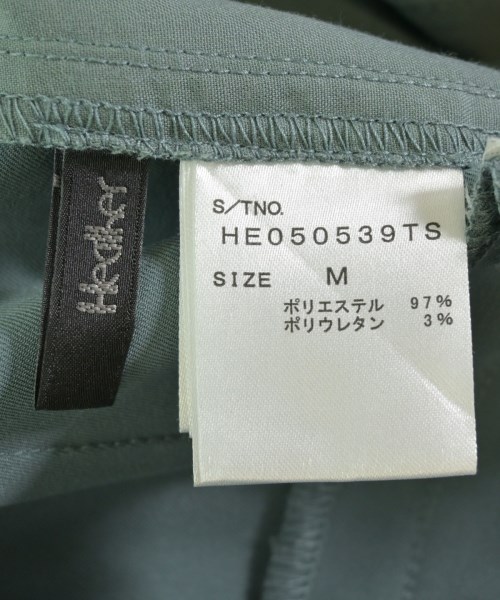 Heather
S/TNO.
HE050539TS
SIZE M
ポリエステル 97%
ポリウレタン 3%